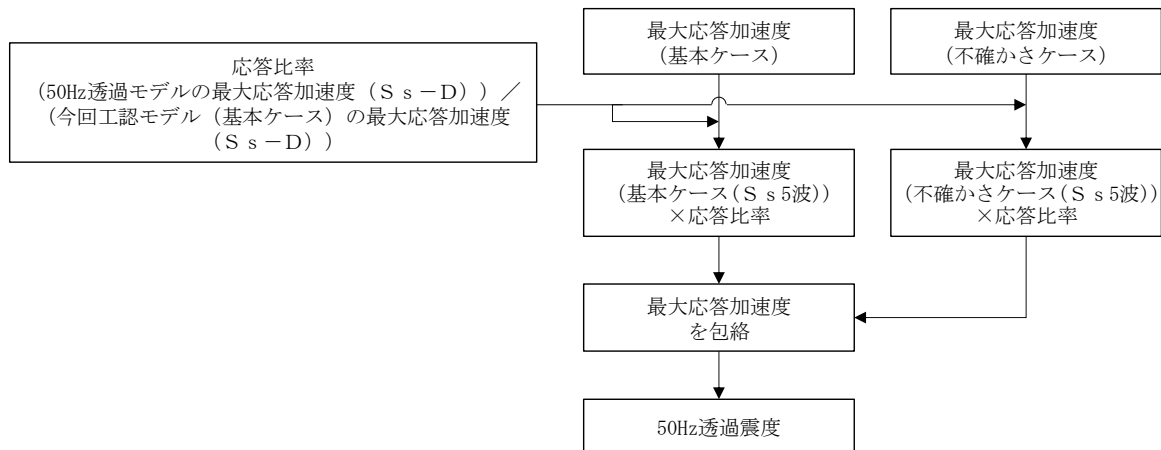 最大応答加速度
(基本ケース)
最大応答加速度
(不確かさケース)
応答比率
(50Hz透過モデルの最大応答加速度(Ss-D))/
(今回工認モデル(基本ケース)の最大応答加速度
(Ss-D))
最大応答加速度
(基本ケース(Ss5波))
×応答比率
最大応答加速度
(不確かさケース(Ss5波))
×応答比率
最大応答加速度
を包絡
50Hz透過震度